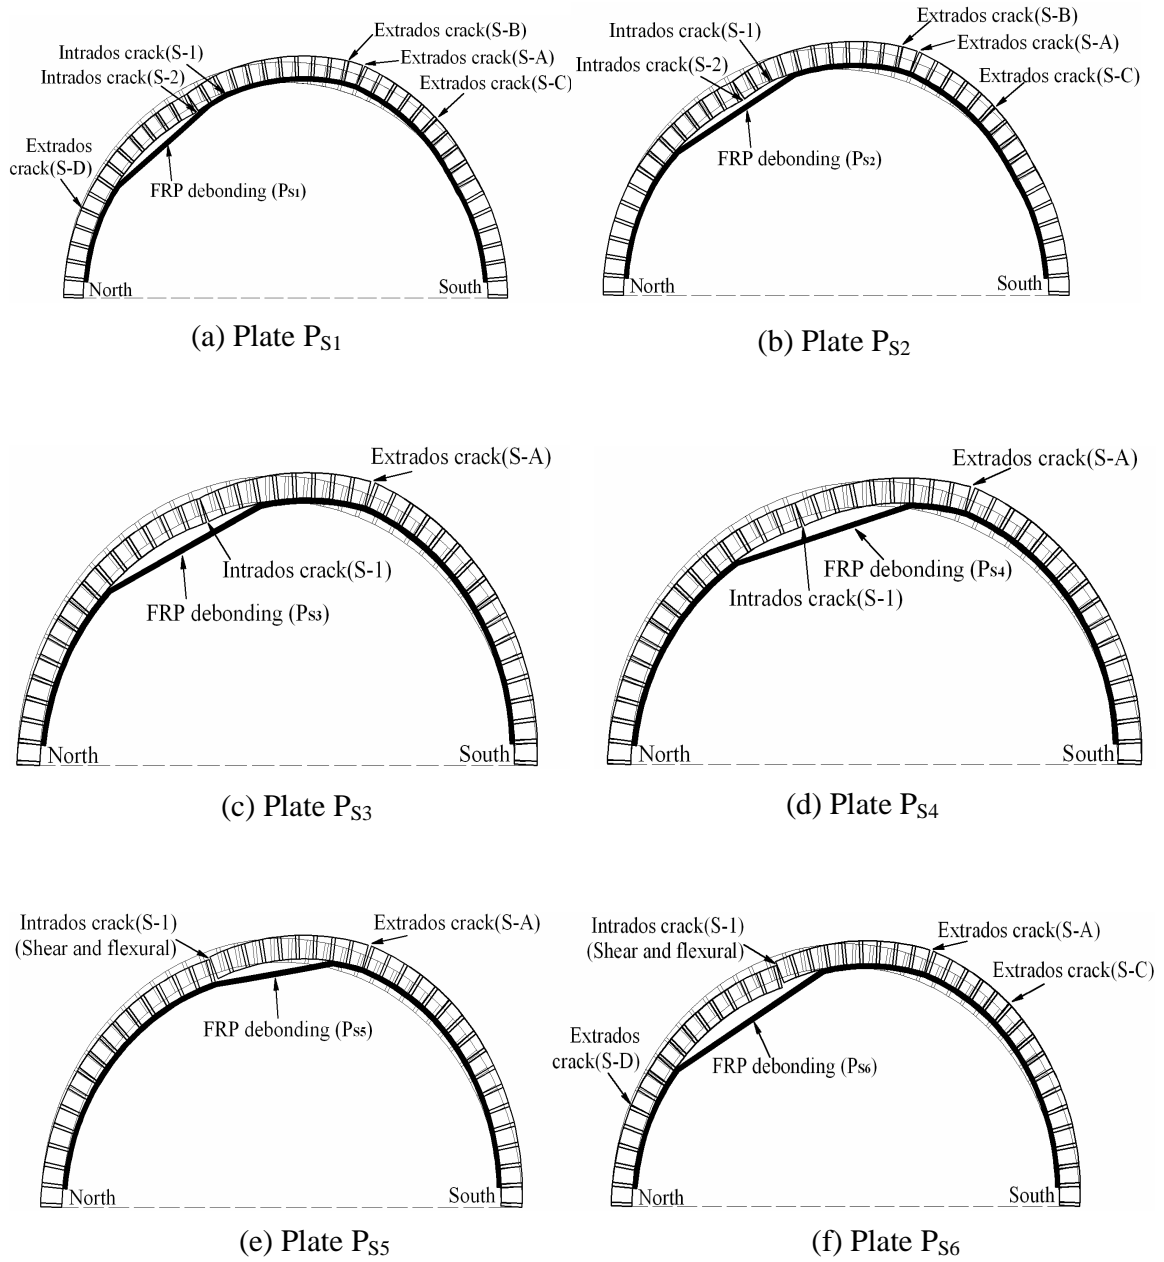 Intrados crack(S-1)
Intrados crack(S-2)
Extrados crack(S-B)
Extrados crack(S-A)
Extrados crack(S-C)
Extrados
crack(S-D)
FRP debonding (PS1)
North
South
(a) Plate PS1
Intrados crack(S-1)
Intrados crack(S-2)
Extrados crack(S-B)
Extrados crack(S-A)
Extrados crack(S-C)
FRP debonding (PS2)
North
South
(b) Plate PS2
Extrados crack(S-A)
Intrados crack(S-1)
FRP debonding (PS3)
North
South
(c) Plate PS3
Extrados crack(S-A)
FRP debonding (PS4)
Intrados crack(S-1)
North
South
(d) Plate PS4
Intrados crack(S-1)
(Shear and flexural)
Extrados crack(S-A)
FRP debonding (PS5)
North
South
(e) Plate PS5
Intrados crack(S-1)
(Shear and flexural)
Extrados crack(S-A)
Extrados crack(S-C)
Extrados
crack(S-D)
FRP debonding (PS6)
North
South
(f) Plate PS6